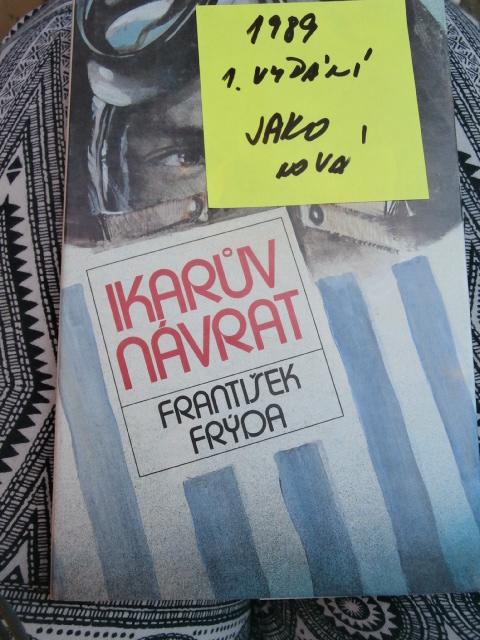 1989
1. VYDÁNÍ
JAKO
NOVÁ
IKARŮV
NÁVRAT
FRANTIŠEK
FRÝDA